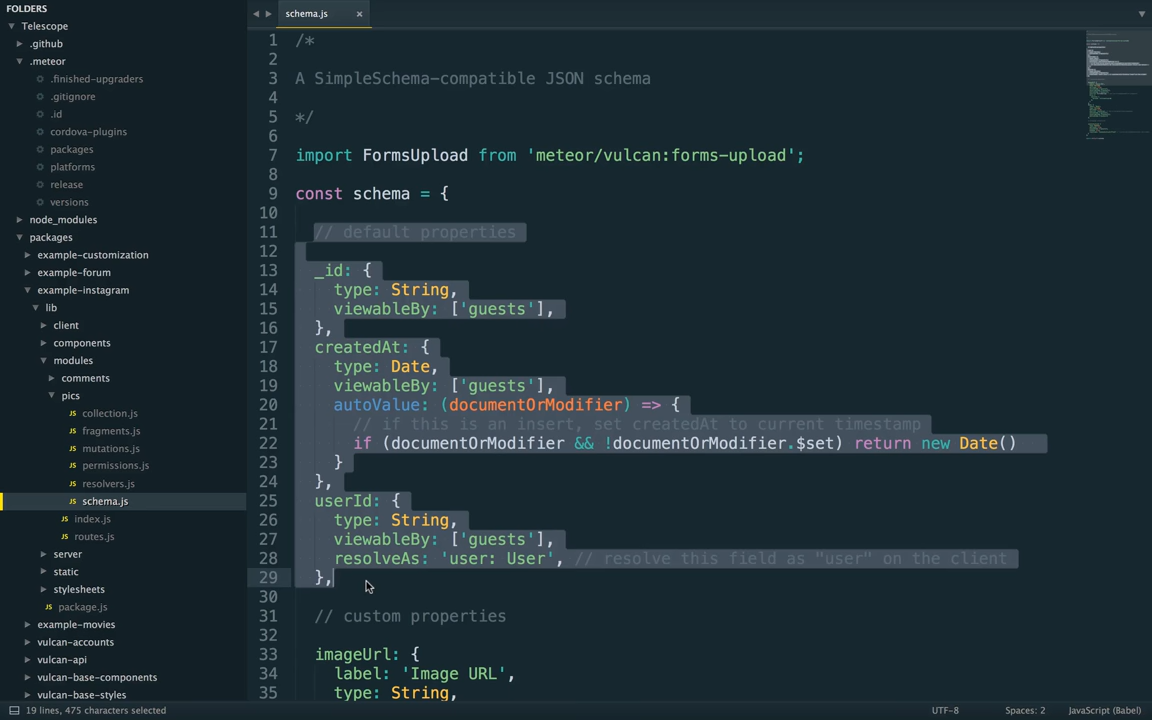 FOLDERS
Telescope
.github
.meteor
.finished-upgraders
.gitignore
.id
cordova-plugins
packages
platforms
release
versions
node_modules
packages
example-customization
example-forum
example-instagram
lib
client
components
modules
comments
pics
JS collection.js
JS fragments.js
JS mutations.js
JS permissions.js
JS resolvers.js
JS schema.js
JS index.js
JS routes.js
server
static
stylesheets
JS package.js
example-movies
vulcan-accounts
vulcan-api
vulcan-base-components
vulcan-base-styles
schema.js ×
1 /*
2
3 A SimpleSchema-compatible JSON schema
4
5 */
6
7 import FormsUpload from 'meteor/vulcan:forms-upload';
8
9 const schema = {
10
11 // default properties
12
13 _id: {
14 type: String,
15 viewableBy: ['guests'],
16 },
17 createdAt: {
18 type: Date,
19 viewableBy: ['guests'],
20 autoValue: (documentOrModifier) => {
21 // if this is an insert, set createdAt to current timestamp
22 if (documentOrModifier && !documentOrModifier.$set) return new Date()
23 }
24 },
25 userId: {
26 type: String,
27 viewableBy: ['guests'],
28 resolveAs: 'user: User', // resolve this field as "user" on the client
29 },
30
31 // custom properties
32
33 imageUrl: {
34 label: 'Image URL',
35 type: String,
19 lines, 475 characters selected
UTF-8
Spaces: 2
JavaScript (Babel)